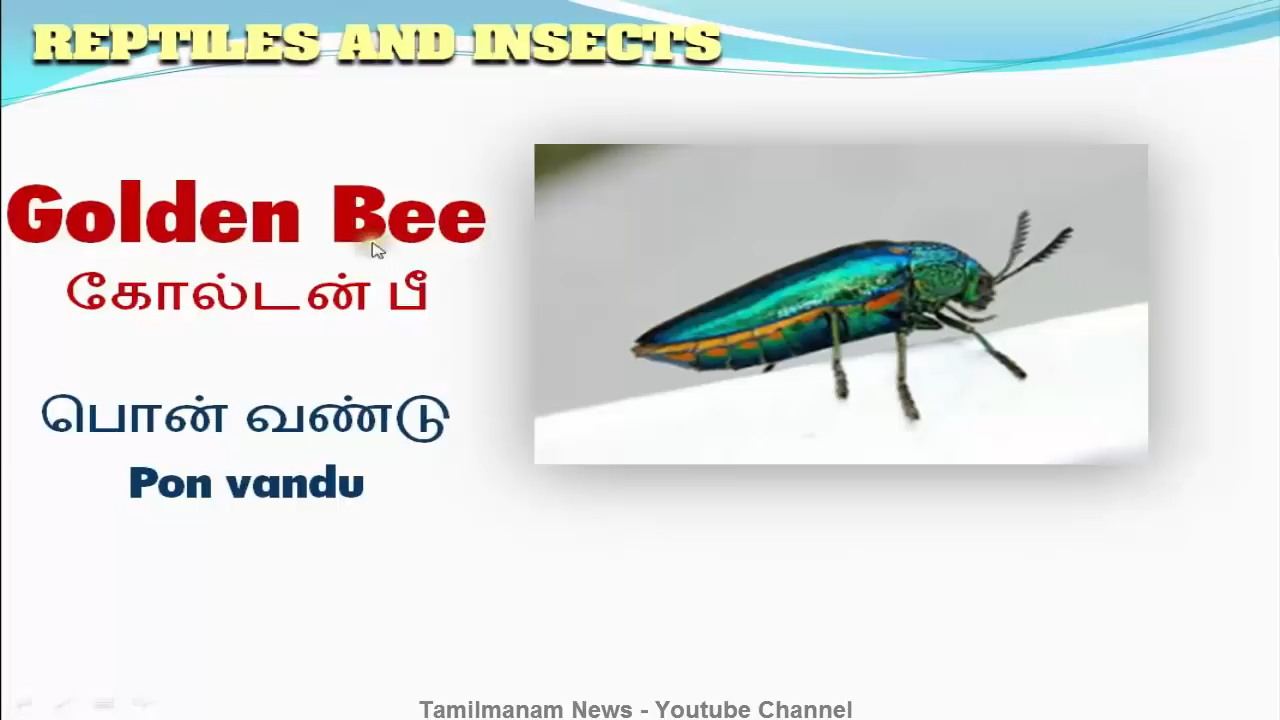 REPTILES AND INSECTS
Golden Bee
கோல்டன் பீ
பொன் வண்டு
Pon vandu
Tamilmanam News - Youtube Channel